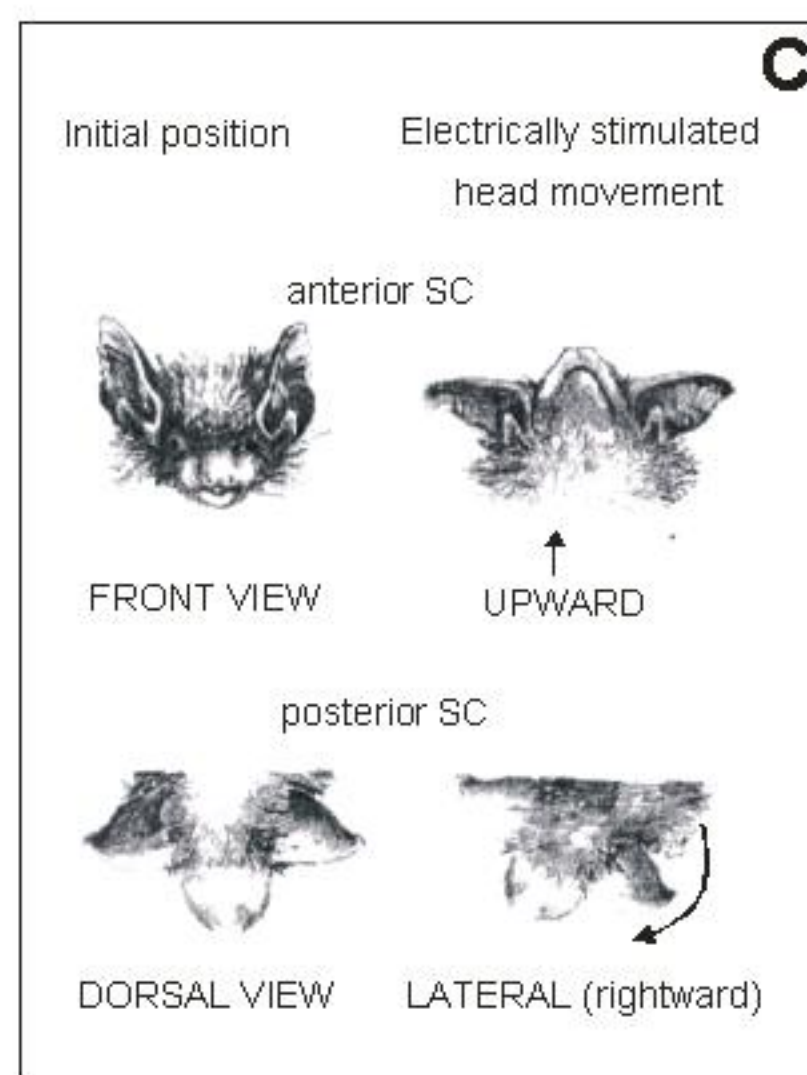 C
Initial position
Electrically stimulated
head movement
anterior SC
FRONT VIEW
UPWARD
posterior SC
DORSAL VIEW
LATERAL (rightward)